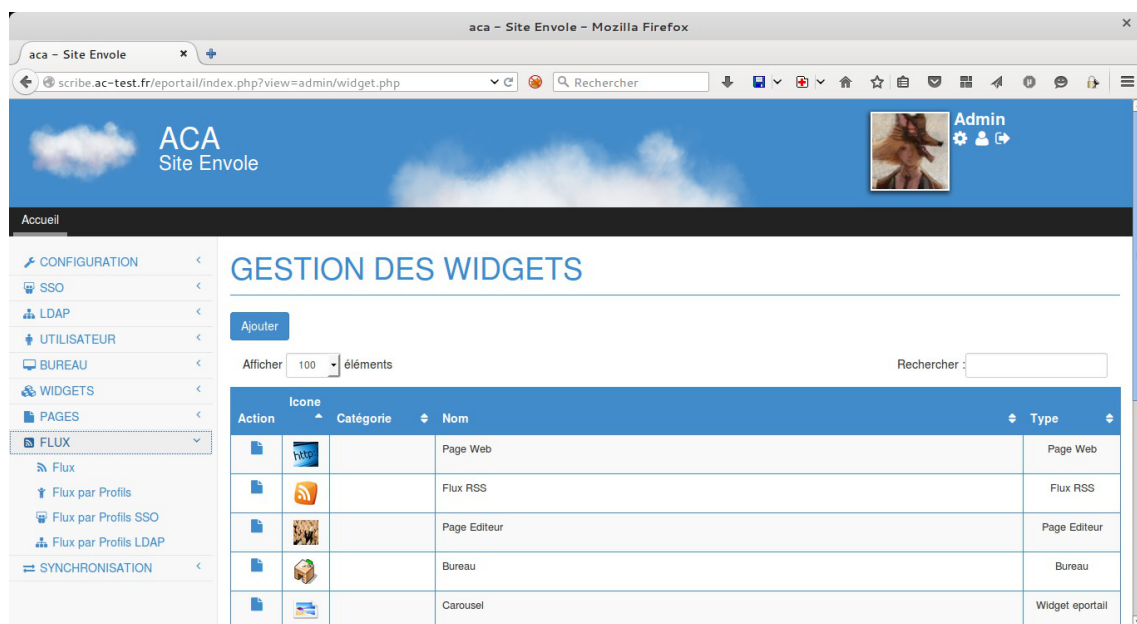 aca - Site Envole - Mozilla Firefox
aca - Site Envole
scribe.ac-test.fr/eportail/index.php?view=admin/widget.php
Rechercher
ACA
Site Envole
Admin
Accueil
CONFIGURATION
SSO
LDAP
UTILISATEUR
BUREAU
WIDGETS
PAGES
FLUX
Flux
Flux par Profils
Flux par Profils SSO
Flux par Profils LDAP
SYNCHRONISATION
GESTION DES WIDGETS
Ajouter
Afficher 100 éléments
Rechercher :
Action Icone Catégorie Nom Type
http: Page Web Page Web
Flux RSS Flux RSS
Page Editeur Page Editeur
Bureau Bureau
Carousel Widget eportail